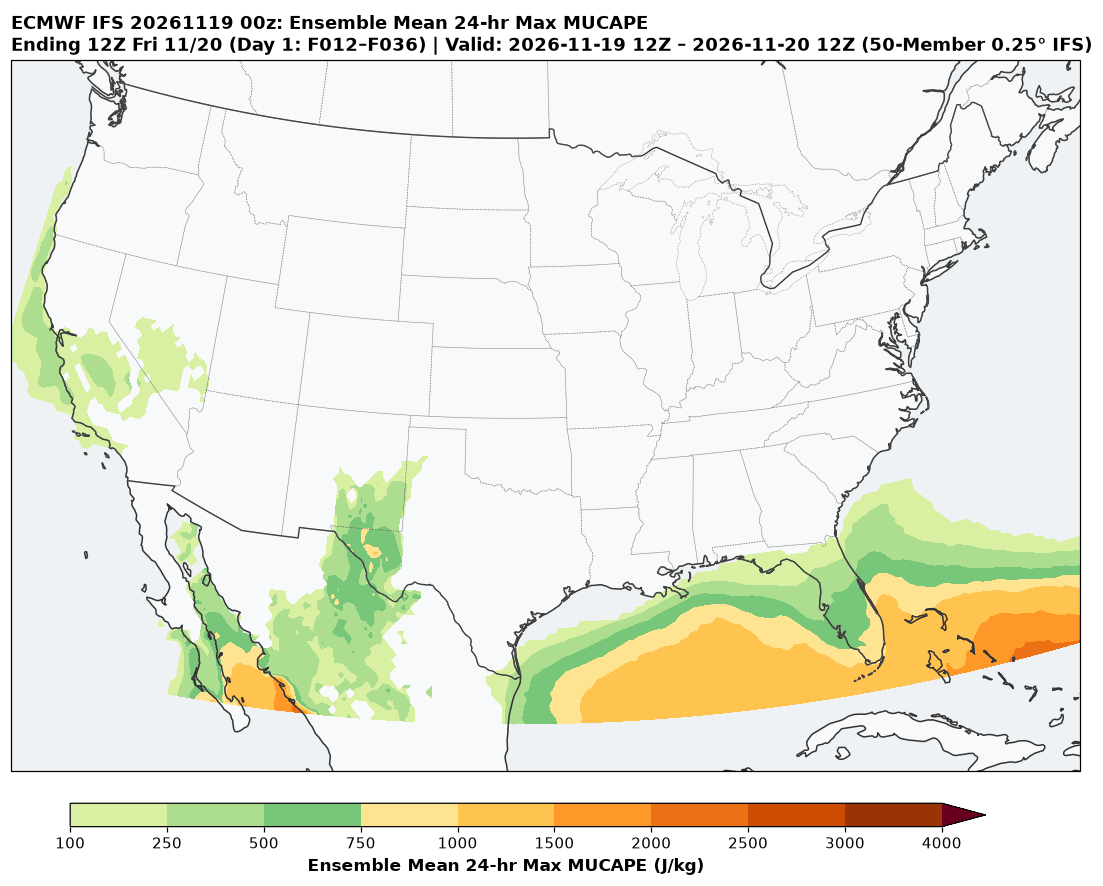 ECMWF IFS 20261119 00z: Ensemble Mean 24-hr Max MUCAPE
Ending 12Z Fri 11/20 (Day 1: F012–F036) | Valid: 2026-11-19 12Z – 2026-11-20 12Z (50-Member 0.25° IFS)
100 250 500 750 1000 1500 2000 2500 3000 4000
Ensemble Mean 24-hr Max MUCAPE (J/kg)